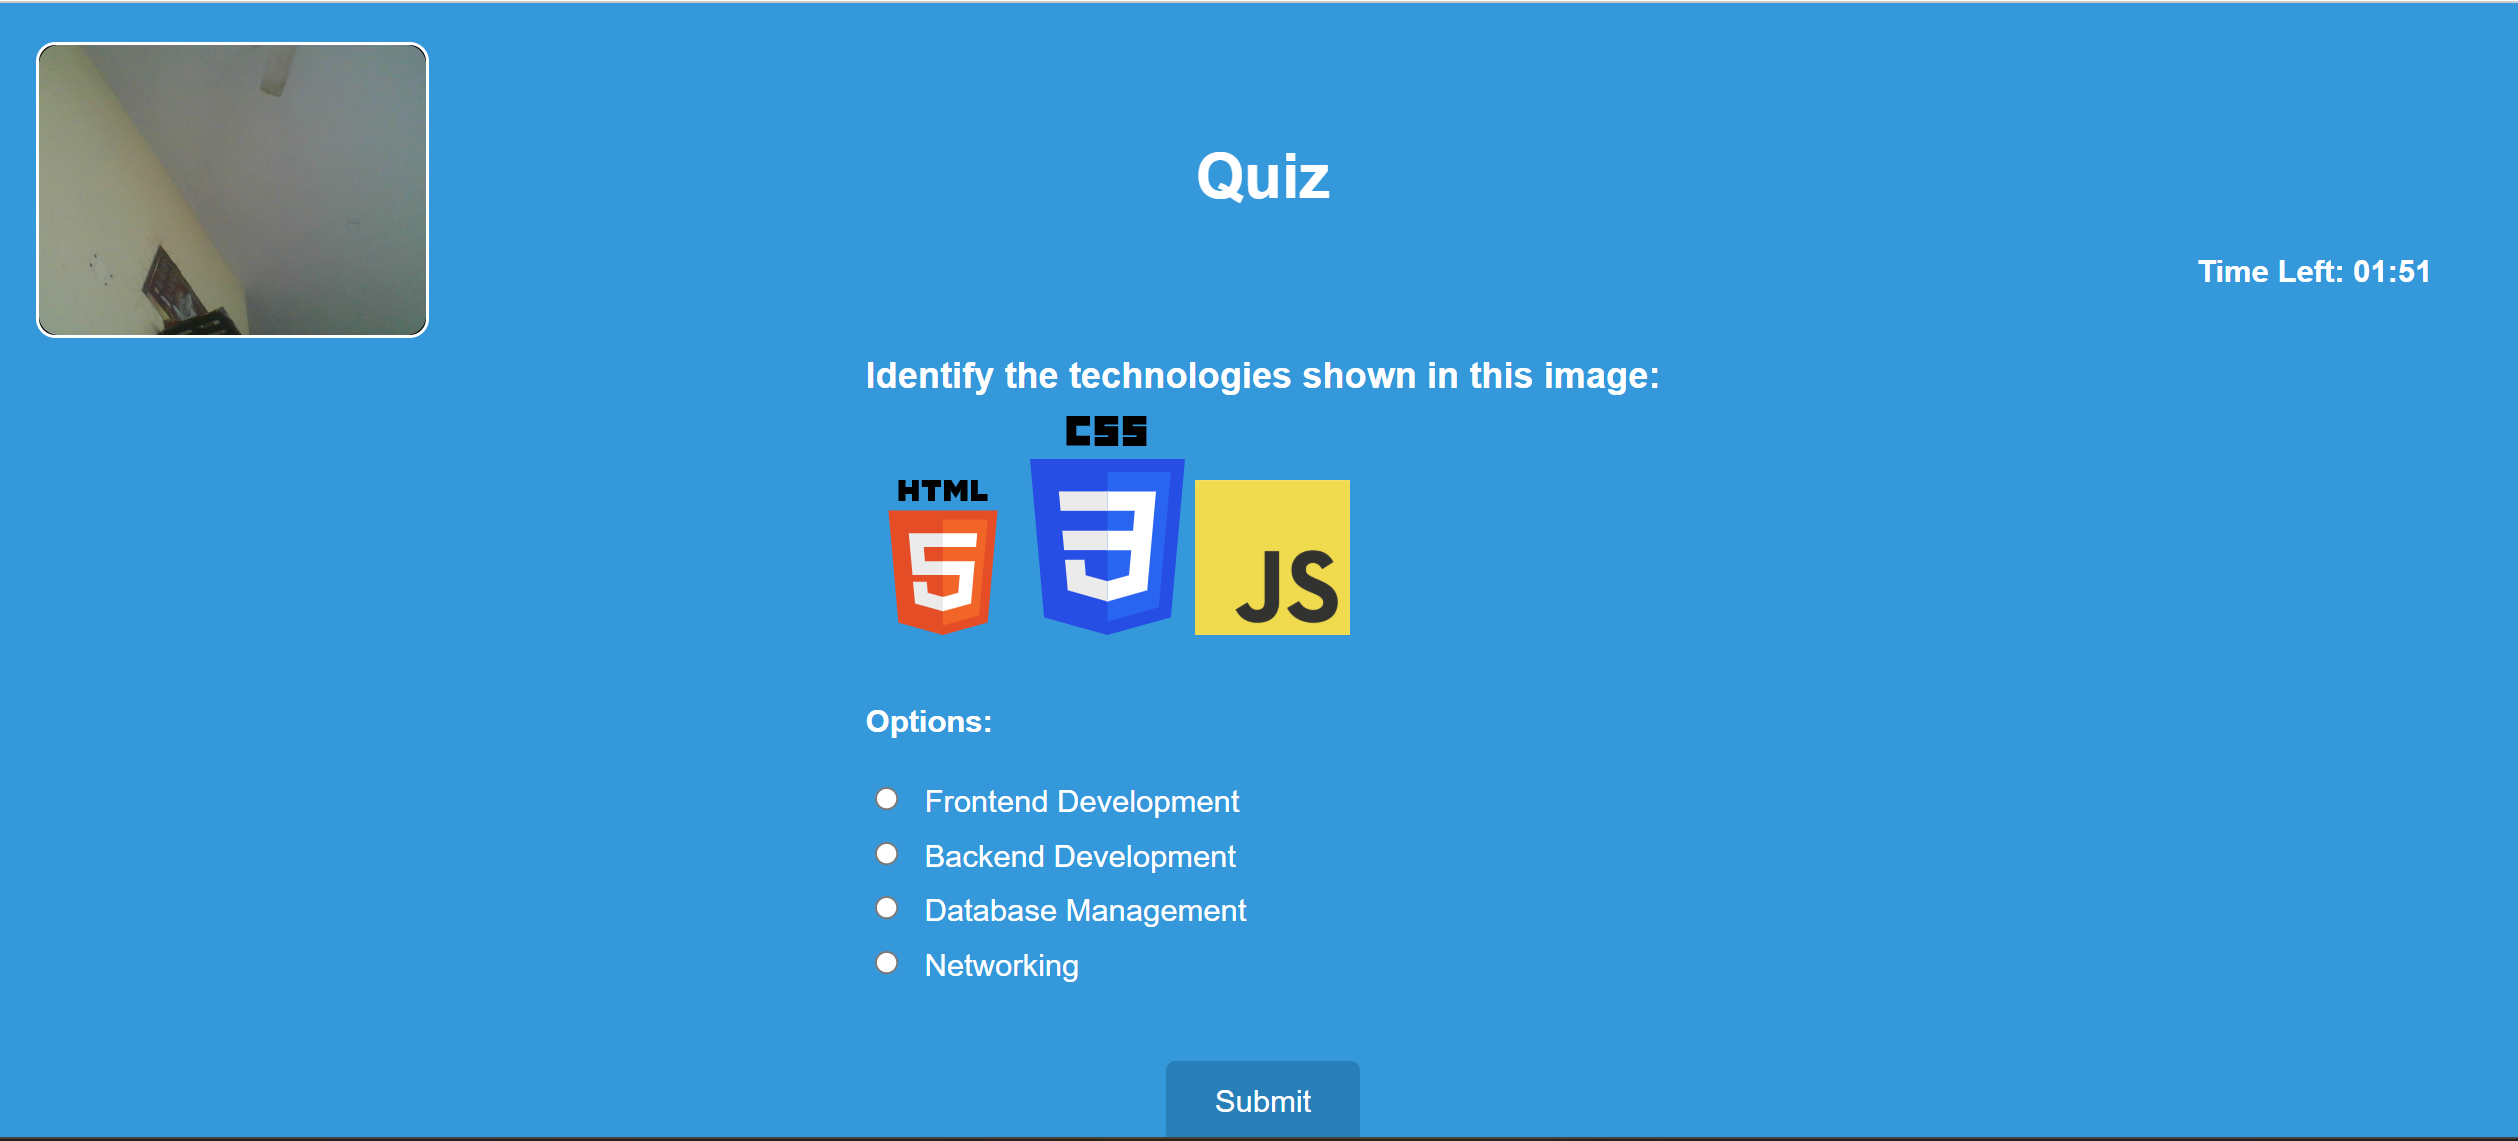 Quiz
Time Left: 01:51
Identify the technologies shown in this image:
CSS
HTML
5
3
JS
Options:
Frontend Development
Backend Development
Database Management
Networking
Submit